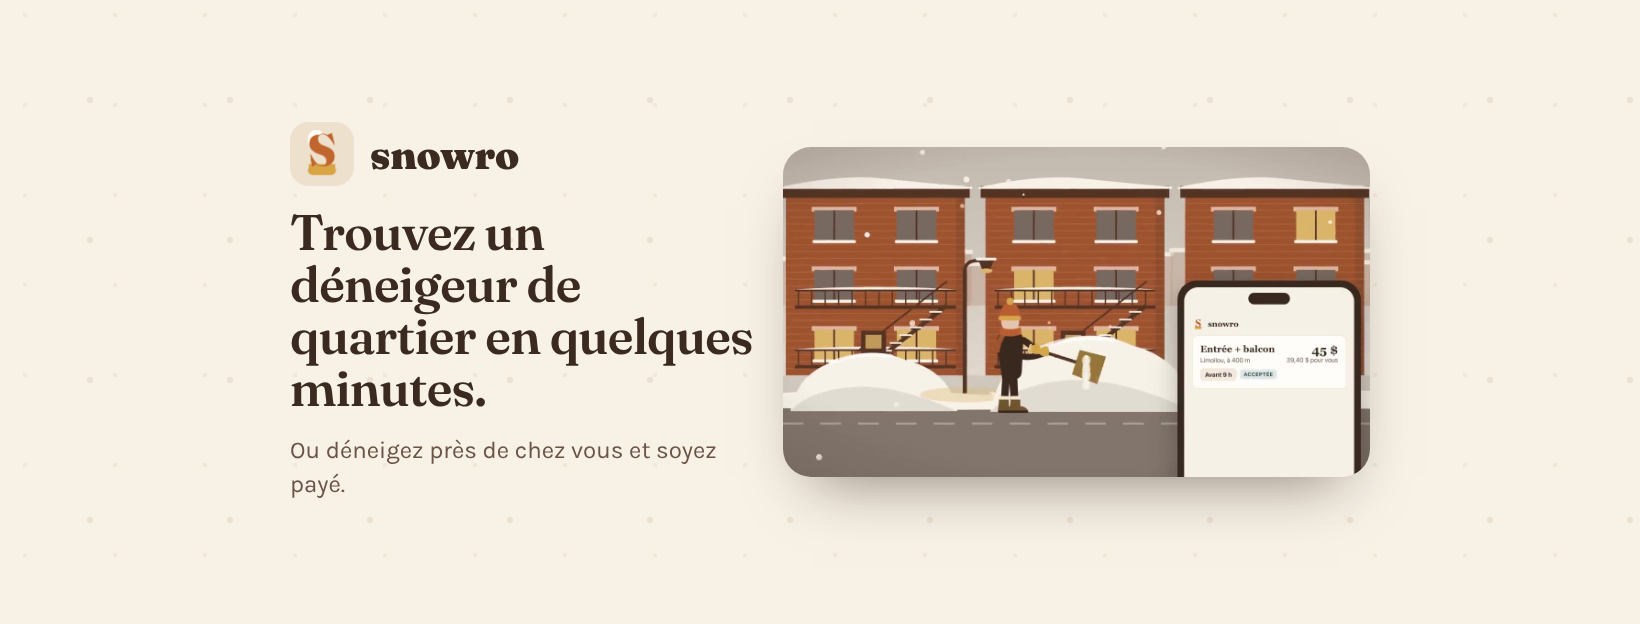 S
snowro
Trouvez un
déneigeur de
quartier en quelques
minutes.
Ou déneigez près de chez vous et soyez
payé.
S snowro
Entrée + balcon 45 $
Limoilou, à 400 m 39,40 $ pour vous
Avant 9 h ACCEPTÉE